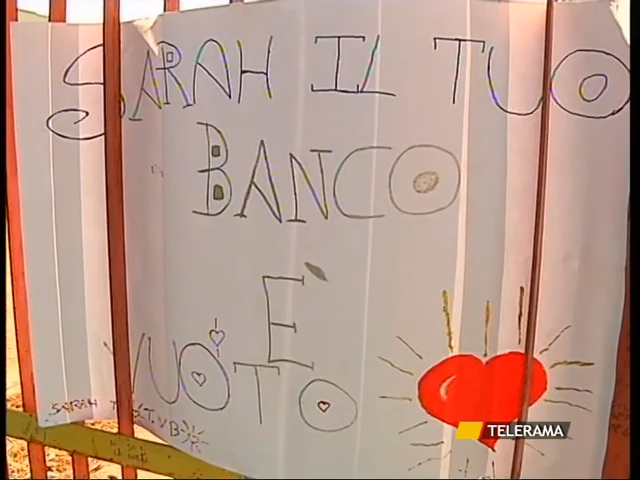 SARAH IL TUO
BANCO
È
VUOTO
SARAH
TELERAMA